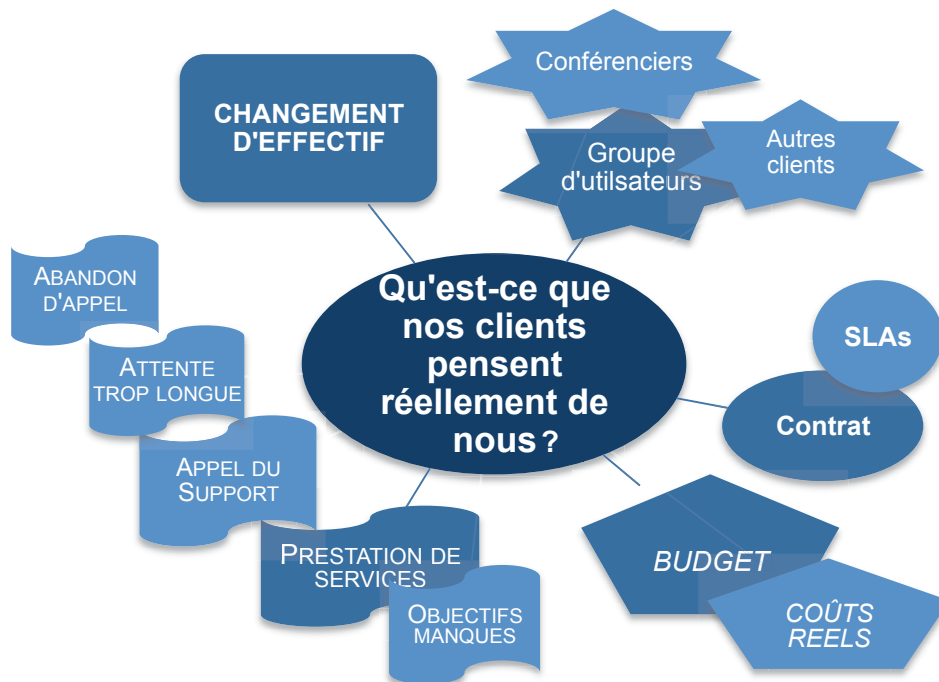 Conférenciers
CHANGEMENT
D'EFFECTIF
Groupe
d'utilsateurs
Autres
clients
Qu'est-ce que
nos clients
pensent
réellement de
nous ?
ABANDON
D'APPEL
ATTENTE
TROP LONGUE
APPEL DU
SUPPORT
PRESTATION DE
SERVICES
OBJECTIFS
MANQUES
SLAs
Contrat
BUDGET
COÛTS
REELS